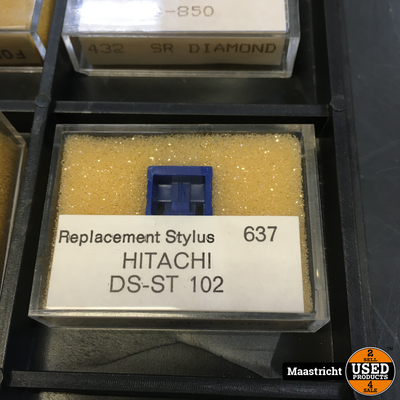 -850
432 SR DIAMOND
Replacement Stylus 637
HITACHI
DS-ST 102
Maastricht
2
SELL
USED
PRODUCTS
4
SALE